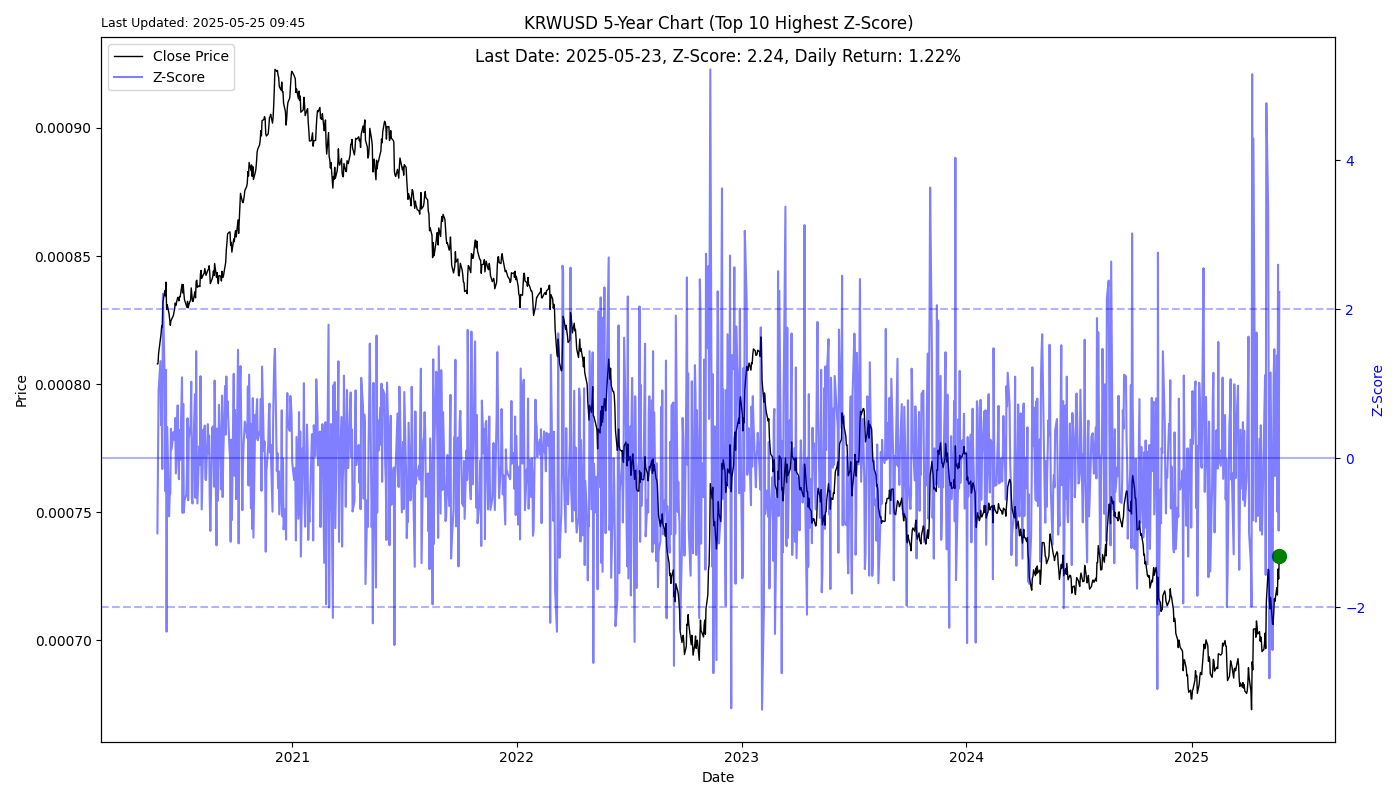 Last Updated: 2025-05-25 09:45
KRWUSD 5-Year Chart (Top 10 Highest Z-Score)
Last Date: 2025-05-23, Z-Score: 2.24, Daily Return: 1.22%
Close Price
Z-Score
0.00090
0.00085
0.00080
0.00075
0.00070
Price
4
2
0
−2
Z-Score
2021
2022
2023
2024
2025
Date